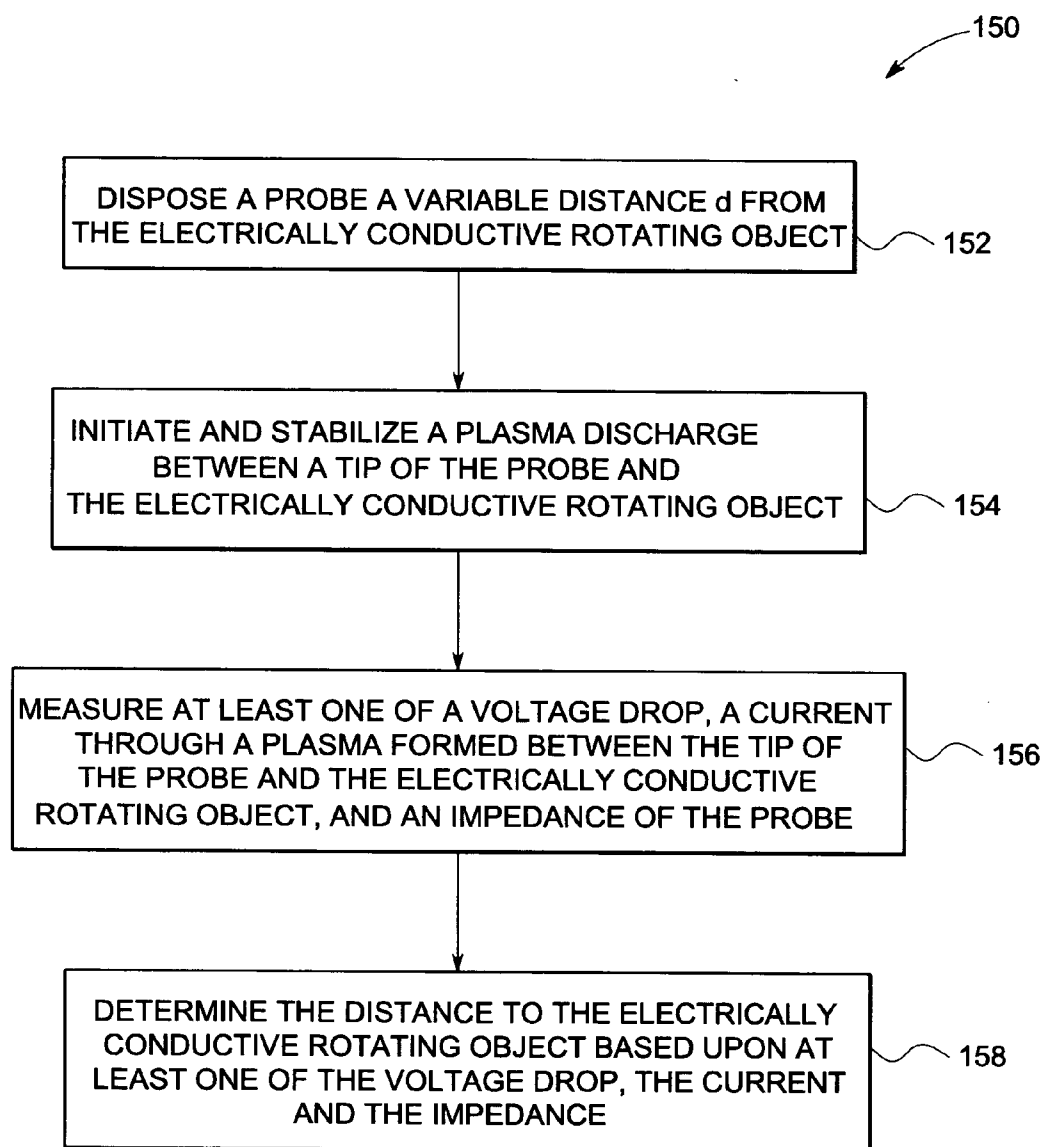 150
DISPOSE A PROBE A VARIABLE DISTANCE d FROM
THE ELECTRICALLY CONDUCTIVE ROTATING OBJECT
152
INITIATE AND STABILIZE A PLASMA DISCHARGE
BETWEEN A TIP OF THE PROBE AND
THE ELECTRICALLY CONDUCTIVE ROTATING OBJECT
154
MEASURE AT LEAST ONE OF A VOLTAGE DROP, A CURRENT
THROUGH A PLASMA FORMED BETWEEN THE TIP OF
THE PROBE AND THE ELECTRICALLY CONDUCTIVE
ROTATING OBJECT, AND AN IMPEDANCE OF THE PROBE
156
DETERMINE THE DISTANCE TO THE ELECTRICALLY
CONDUCTIVE ROTATING OBJECT BASED UPON AT
LEAST ONE OF THE VOLTAGE DROP, THE CURRENT
AND THE IMPEDANCE
158